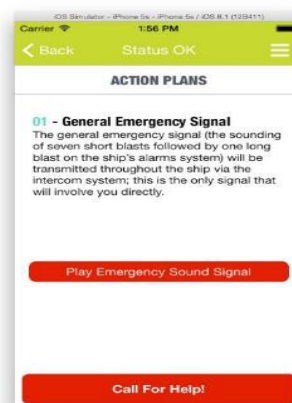 iOS Simulator - iPhone 5s - iPhone 5s / iOS 8.1 (12B411)
Carrier 1:56 PM
Back Status OK
ACTION PLANS
01 - General Emergency Signal
The general emergency signal (the sounding
of seven short blasts followed by one long
blast on the ship's alarms system) will be
transmitted throughout the ship via the
intercom system; this is the only signal that
will involve you directly.
Play Emergency Sound Signal
Call For Help!